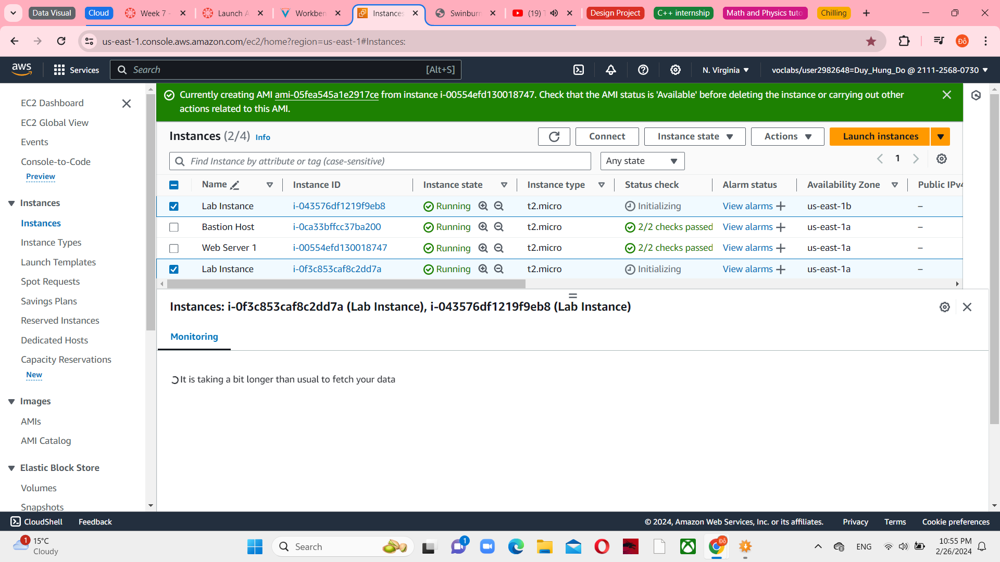 Data Visual
Cloud
Week 7 -
Launch A
Workben
Instances
Swinburn
(19)
Design Project
C++ internship
Math and Physics tuto
Chilling
us-east-1.console.aws.amazon.com/ec2/home?region=us-east-1#Instances:
Đỗ
aws
Services
Search
[Alt+S]
N. Virginia
voclabs/user2982648=Duy_Hung_Do @ 2111-2568-0730
EC2 Dashboard
EC2 Global View
Events
Console-to-Code
Preview
Instances
Instances
Instance Types
Launch Templates
Spot Requests
Savings Plans
Reserved Instances
Dedicated Hosts
Capacity Reservations
New
Images
AMIs
AMI Catalog
Elastic Block Store
Volumes
Snapshots
Currently creating AMI ami-05fea545a1e2917ce from instance i-00554efd130018747. Check that the AMI status is 'Available' before deleting the instance or carrying out other
actions related to this AMI.
Instances (2/4) Info
Connect
Instance state
Actions
Launch instances
Find Instance by attribute or tag (case-sensitive)
Any state
1
Name Instance ID Instance state Instance type Status check Alarm status Availability Zone Public IPv4
Lab Instance i-043576df1219f9eb8 Running t2.micro Initializing View alarms + us-east-1b –
Bastion Host i-0ca33bffcc37ba200 Running t2.micro 2/2 checks passed View alarms + us-east-1a –
Web Server 1 i-00554efd130018747 Running t2.micro 2/2 checks passed View alarms + us-east-1a –
Lab Instance i-0f3c853caf8c2dd7a Running t2.micro Initializing View alarms + us-east-1a –
Instances: i-0f3c853caf8c2dd7a (Lab Instance), i-043576df1219f9eb8 (Lab Instance)
Monitoring
It is taking a bit longer than usual to fetch your data
CloudShell
Feedback
© 2024, Amazon Web Services, Inc. or its affiliates.
Privacy
Terms
Cookie preferences
1
15°C
Cloudy
Search
1
Đỗ
ENG
10:55 PM
2/26/2024